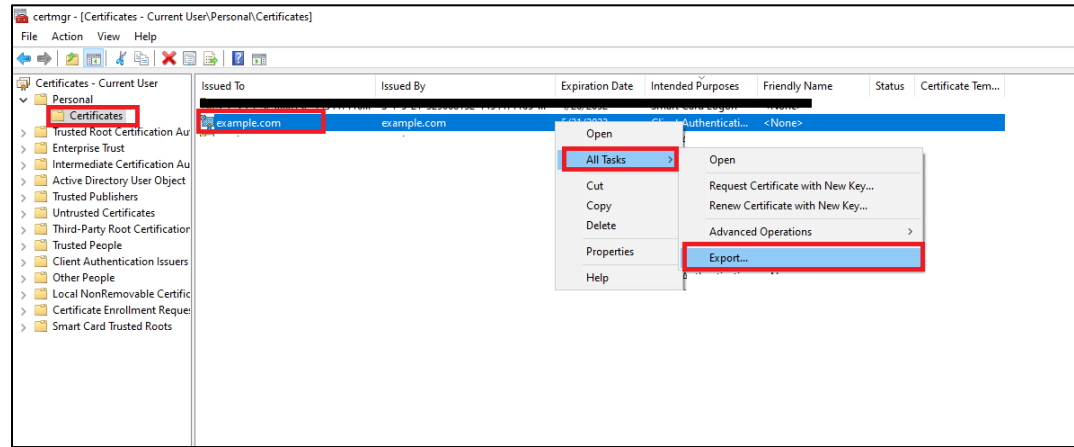 certmgr - [Certificates - Current User\Personal\Certificates]
File Action View Help
Certificates - Current User
Personal
Certificates
Trusted Root Certification Au
Enterprise Trust
Intermediate Certification Au
Active Directory User Object
Trusted Publishers
Untrusted Certificates
Third-Party Root Certification
Trusted People
Client Authentication Issuers
Other People
Local NonRemovable Certific
Certificate Enrollment Reques
Smart Card Trusted Roots
Issued To Issued By Expiration Date Intended Purposes Friendly Name Status Certificate Tem...
example.com example.com Client Authenticati... <None>
Open
All Tasks >
Cut
Copy
Delete
Properties
Help
Open
Request Certificate with New Key...
Renew Certificate with New Key...
Advanced Operations >
Export...